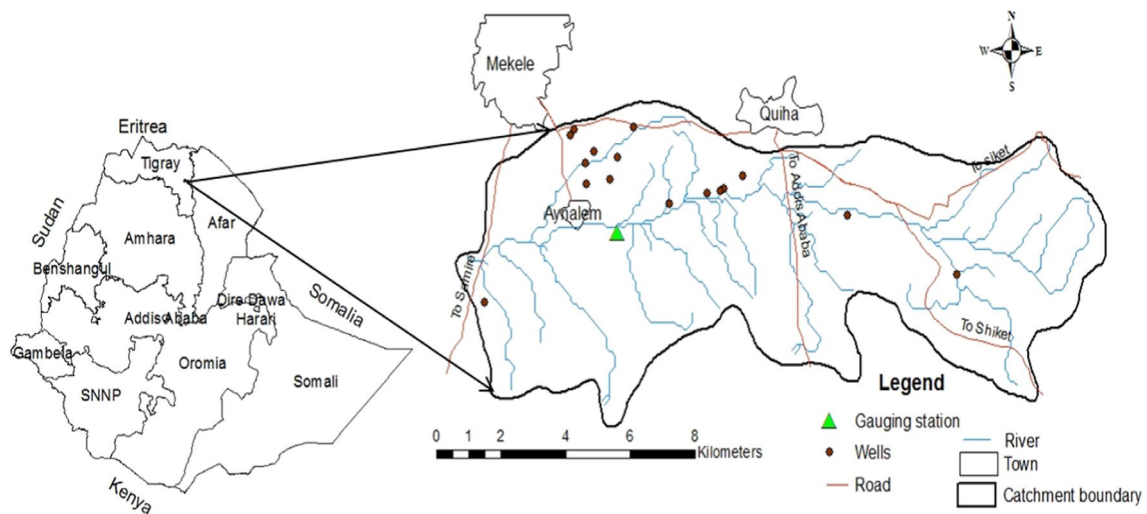 N
W E
S
Mekele
Quiha
Eritrea
Tigray
Sudan
Afar
Amhara
Benshangul
Dire Dawa
Somalia
Addiso Ababa
Harari
Gambela
Oromia
SNNP
Somali
Kenya
To siket
To Addis Ababa
Aynalem
To Samire
To Shiket
Legend
Gauging station
Wells
Road
River
Town
Catchment boundary
0 1 2 4 6 8
Kilometers